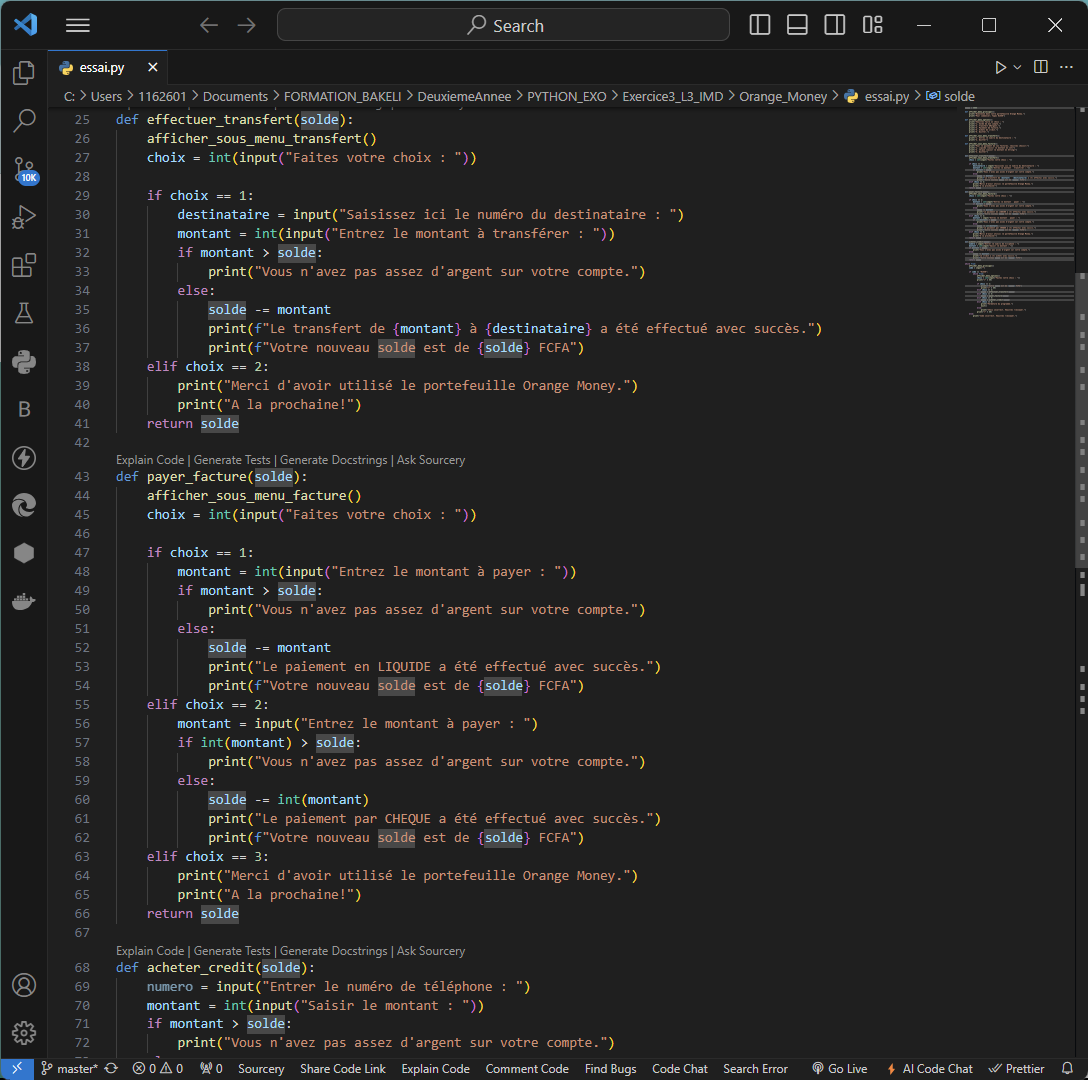 Search
essai.py
C: > Users > 1162601 > Documents > FORMATION_BAKELI > DeuxiemeAnnee > PYTHON_EXO > Exercice3_L3_IMD > Orange_Money > essai.py > solde
25 def effectuer_transfert(solde):
26 afficher_sous_menu_transfert()
27 choix = int(input("Faites votre choix : "))
28
29 if choix == 1:
30 destinataire = input("Saisissez ici le numéro du destinataire : ")
31 montant = int(input("Entrez le montant à transférer : "))
32 if montant > solde:
33 print("Vous n'avez pas assez d'argent sur votre compte.")
34 else:
35 solde -= montant
36 print(f"Le transfert de {montant} à {destinataire} a été effectué avec succès.")
37 print(f"Votre nouveau solde est de {solde} FCFA")
38 elif choix == 2:
39 print("Merci d'avoir utilisé le portefeuille Orange Money.")
40 print("A la prochaine!")
41 return solde
42
Explain Code | Generate Tests | Generate Docstrings | Ask Sourcery
43 def payer_facture(solde):
44 afficher_sous_menu_facture()
45 choix = int(input("Faites votre choix : "))
46
47 if choix == 1:
48 montant = int(input("Entrez le montant à payer : "))
49 if montant > solde:
50 print("Vous n'avez pas assez d'argent sur votre compte.")
51 else:
52 solde -= montant
53 print("Le paiement en LIQUIDE a été effectué avec succès.")
54 print(f"Votre nouveau solde est de {solde} FCFA")
55 elif choix == 2:
56 montant = input("Entrez le montant à payer : ")
57 if int(montant) > solde:
58 print("Vous n'avez pas assez d'argent sur votre compte.")
59 else:
60 solde -= int(montant)
61 print("Le paiement par CHEQUE a été effectué avec succès.")
62 print(f"Votre nouveau solde est de {solde} FCFA")
63 elif choix == 3:
64 print("Merci d'avoir utilisé le portefeuille Orange Money.")
65 print("A la prochaine!")
66 return solde
67
Explain Code | Generate Tests | Generate Docstrings | Ask Sourcery
68 def acheter_credit(solde):
69 numero = input("Entrer le numéro de téléphone : ")
70 montant = int(input("Saisir le montant : "))
71 if montant > solde:
72 print("Vous n'avez pas assez d'argent sur votre compte.")
10K
B
master* 0 0 0 Sourcery Share Code Link Explain Code Comment Code Find Bugs Code Chat Search Error Go Live AI Code Chat Prettier